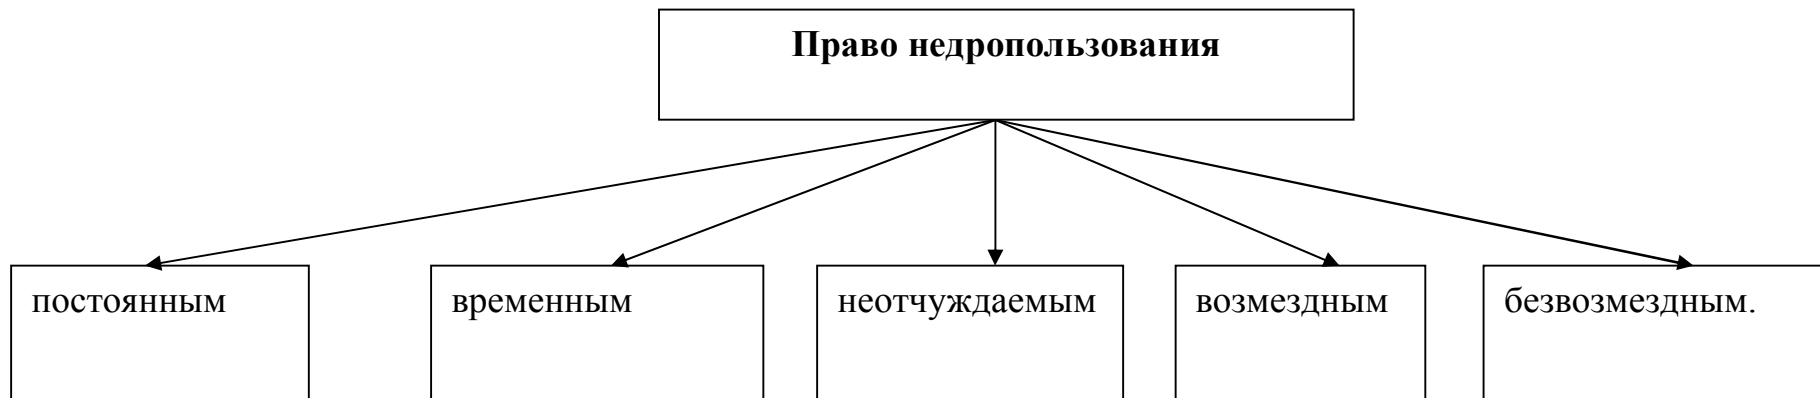 Право недропользования
постоянным
временным
неотчуждаемым
возмездным
безвозмездным.